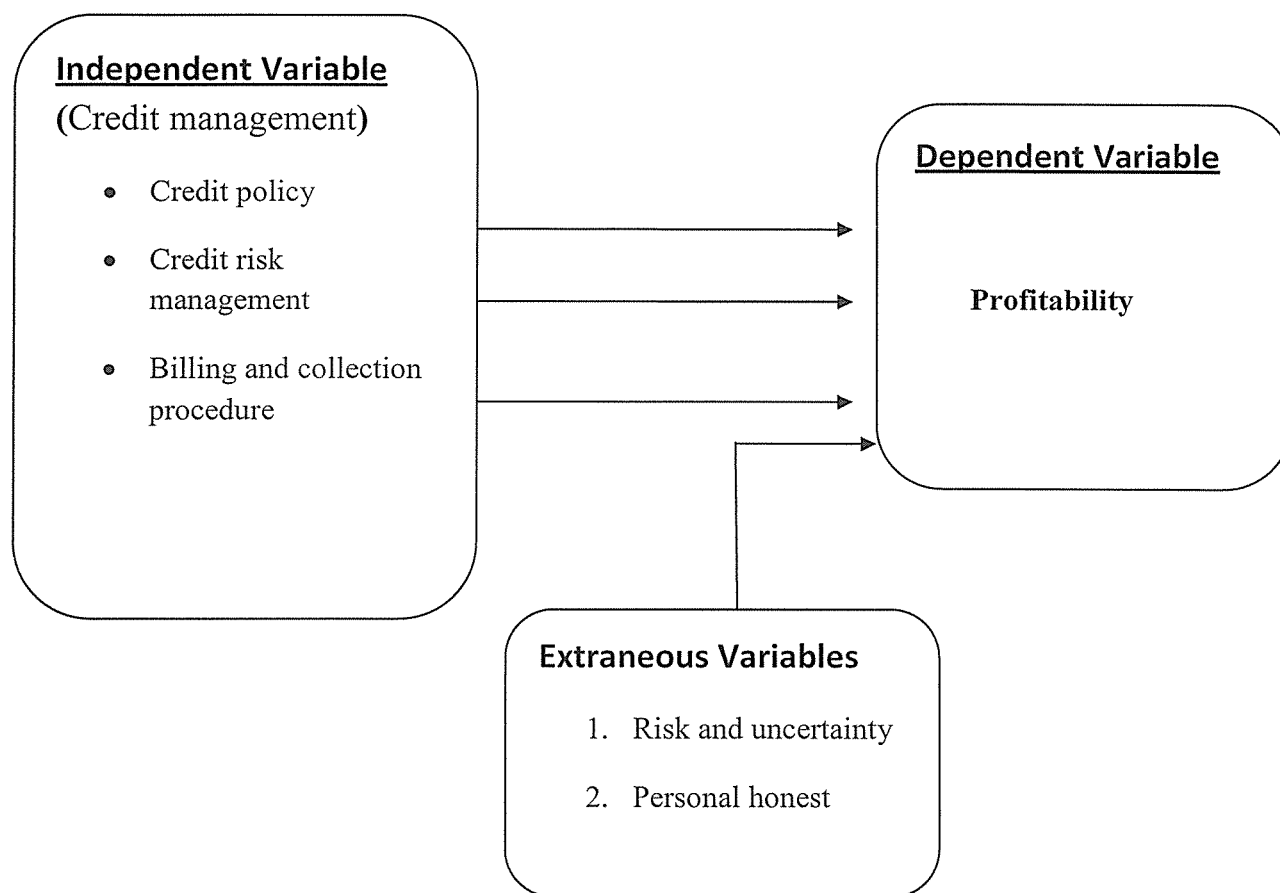 Independent Variable
(Credit management)
• Credit policy
• Credit risk
management
• Billing and collection
procedure
Dependent Variable
Profitability
Extraneous Variables
1. Risk and uncertainty
2. Personal honest